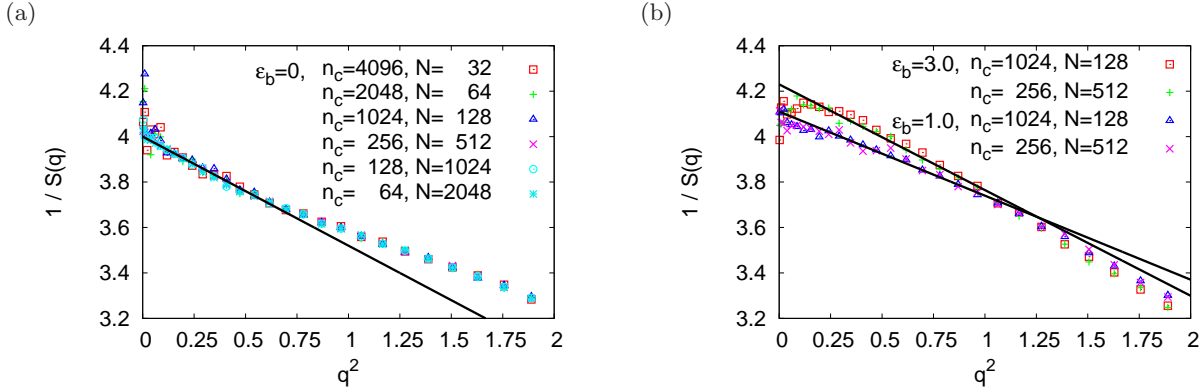 (a)
1 / S(q)
4.4
4.2
4
3.8
3.6
3.4
3.2
ε_b=0, n_c=4096, N= 32
n_c=2048, N= 64
n_c=1024, N= 128
n_c= 256, N= 512
n_c= 128, N=1024
n_c= 64, N=2048
0 0.25 0.5 0.75 1 1.25 1.5 1.75 2
q^2
(b)
1 / S(q)
4.4
4.2
4
3.8
3.6
3.4
3.2
ε_b=3.0, n_c=1024, N=128
n_c= 256, N=512
ε_b=1.0, n_c=1024, N=128
n_c= 256, N=512
0 0.25 0.5 0.75 1 1.25 1.5 1.75 2
q^2